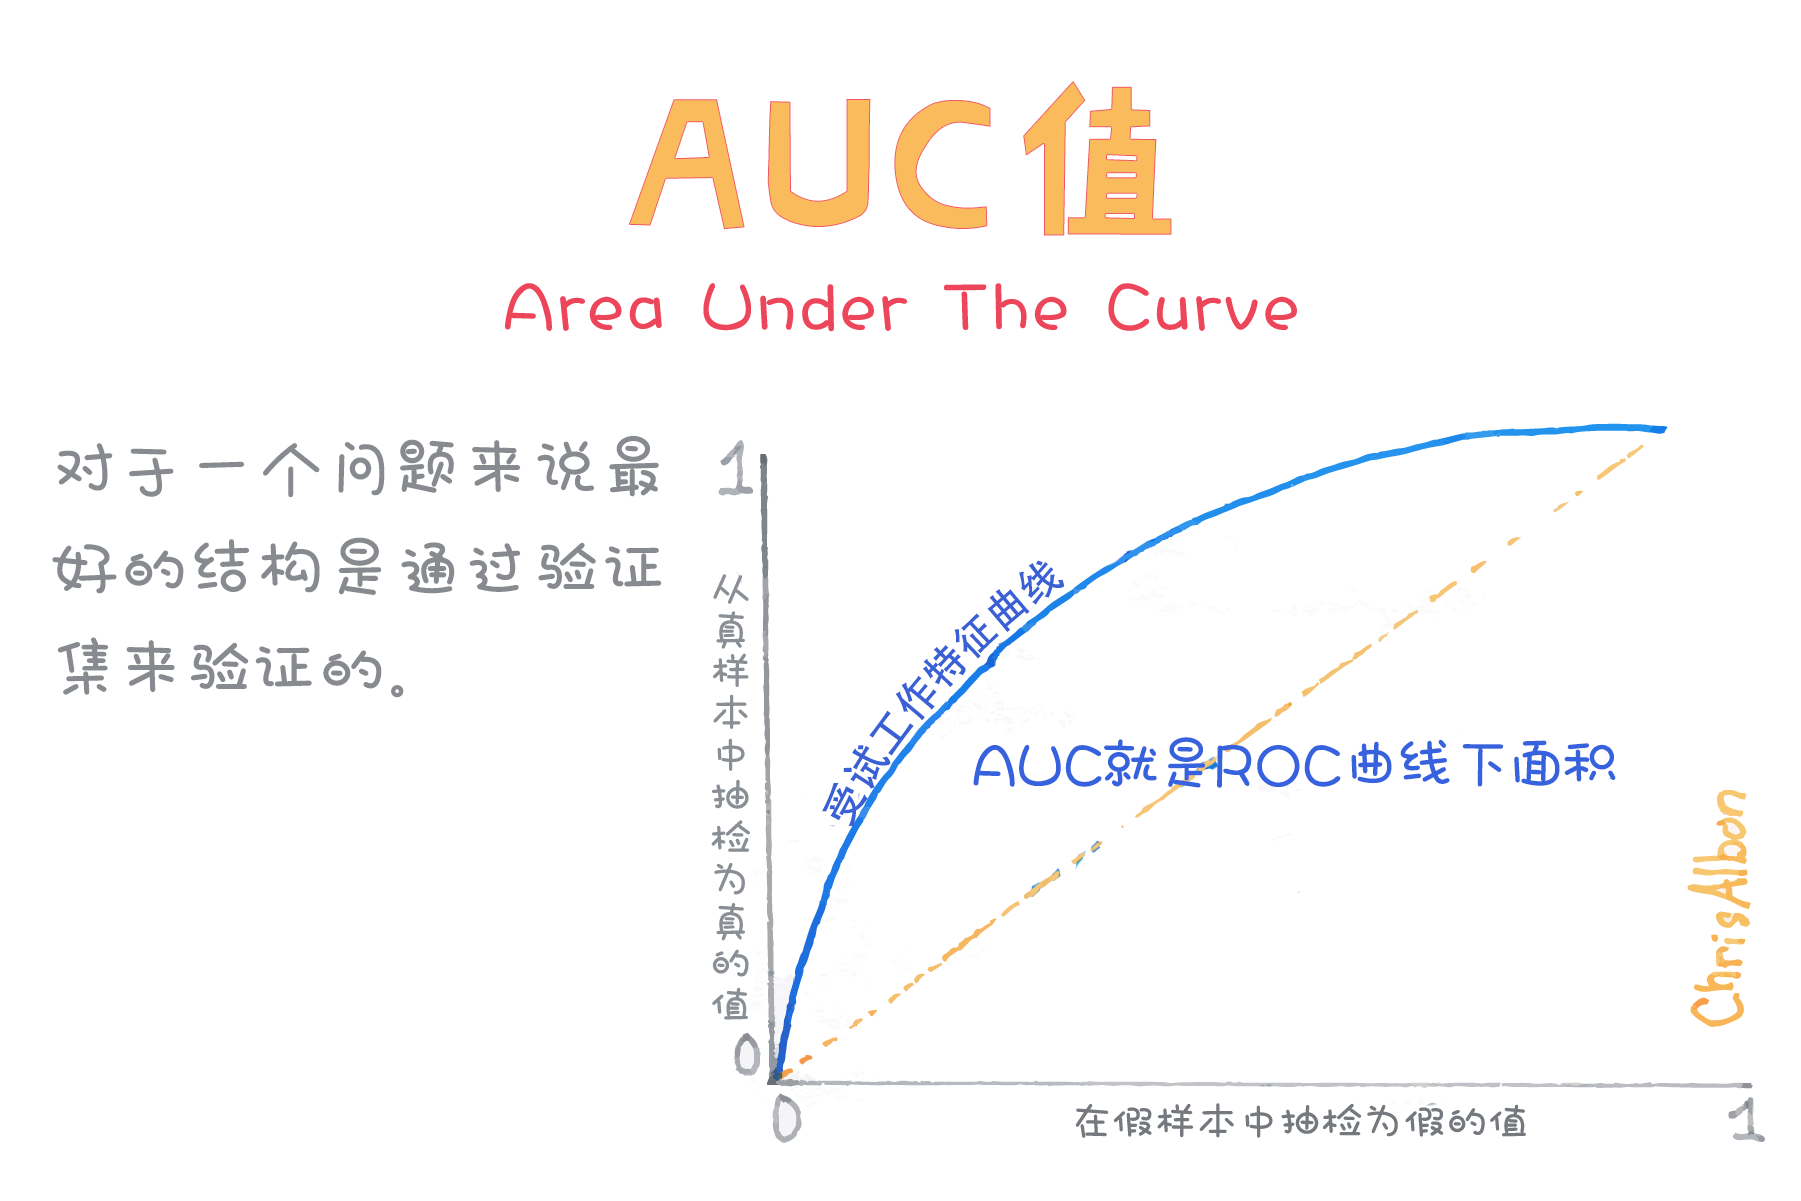 AUC值
Area Under The Curve
对于一个问题来说最
好的结构是通过验证
集来验证的。
1
从真样本中抽检为真的值
0
受试工作特征曲线
AUC就是ROC曲线下面积
ChrisAlbon
0
在假样本中抽检为假的值
1